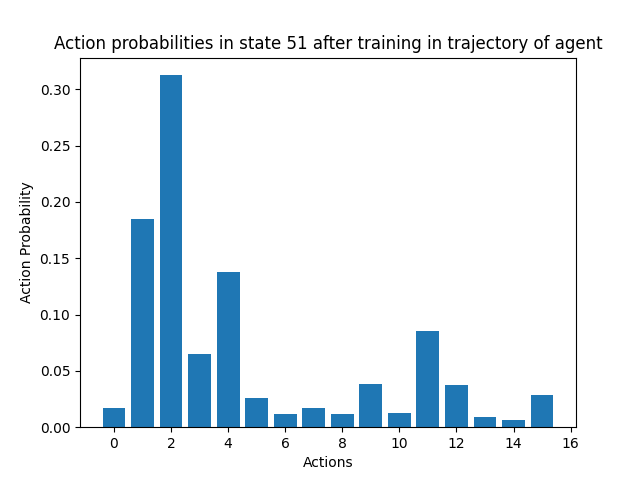 Action probabilities in state 51 after training in trajectory of agent
0.30
0.25
0.20
0.15
0.10
0.05
0.00
Action Probability
0 2 4 6 8 10 12 14 16
Actions